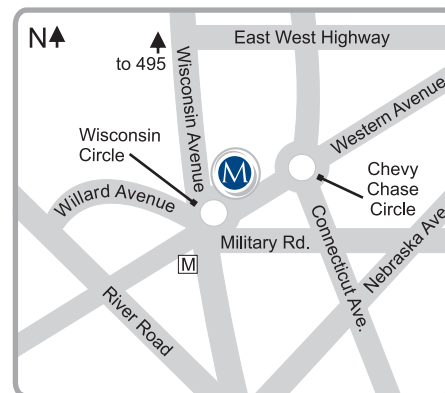 N
to 495
East West Highway
Wisconsin Avenue
Western Avenue
Wisconsin
Circle
M
Chevy
Chase
Circle
Willard Avenue
Military Rd.
M
River Road
Connecticut Ave.
Nebraska Ave.